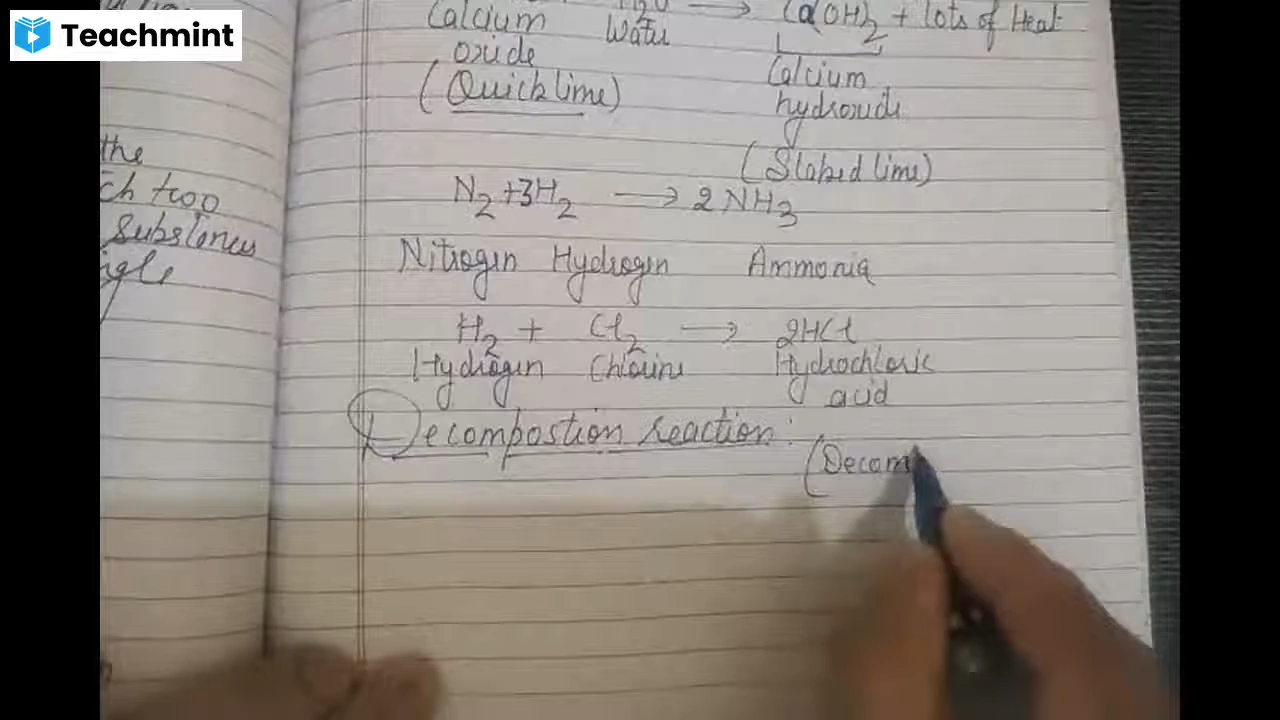 Teachmint
Calcium Water → Ca(OH)2 + lots of Heat
oxide Calcium
(Quicklime) hydroxide
(Slaked lime)
the
N2 +3H2 → 2NH3
substances
Nitrogen Hydrogen Ammonia
H2 + Cl2 → 2HCl
Hydrogen Chlorine Hydrochloric
acid
Decompostion reaction:
(Decom